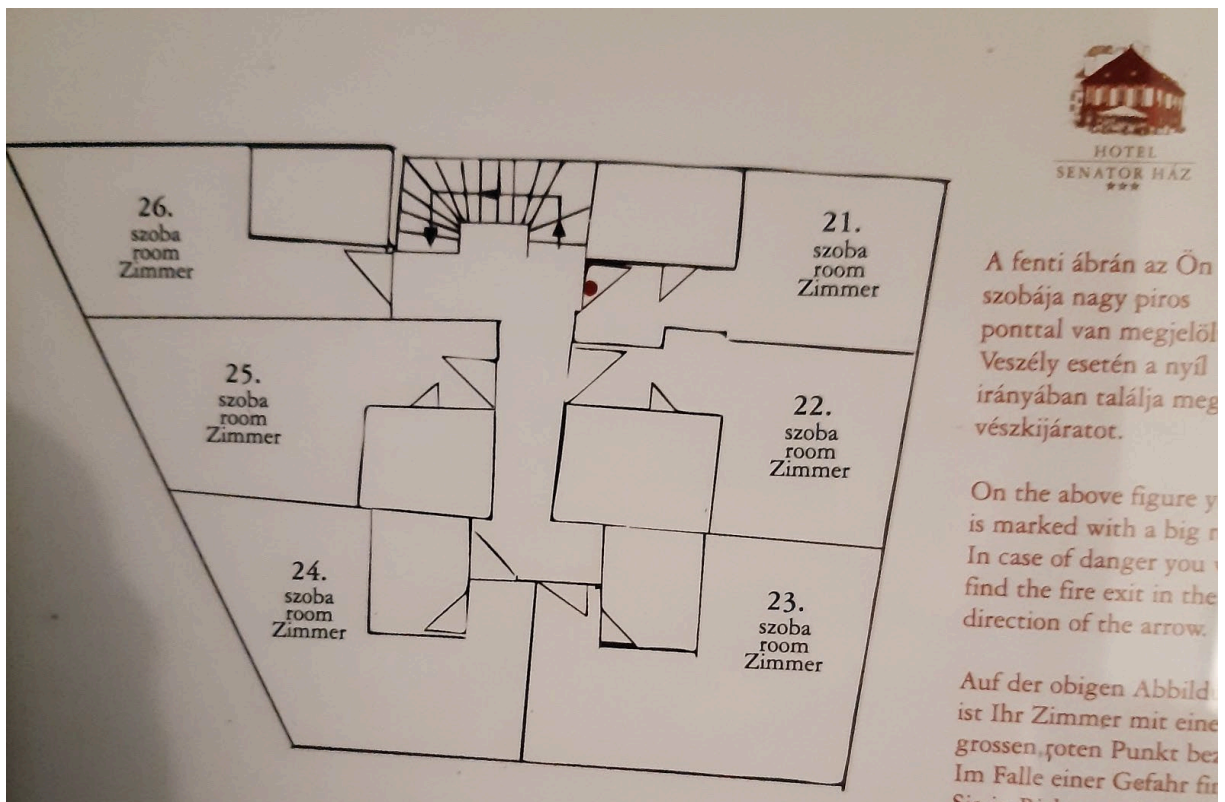 HOTEL
SENATOR HÁZ
***
26.
szoba
room
Zimmer
21.
szoba
room
Zimmer
25.
szoba
room
Zimmer
22.
szoba
room
Zimmer
24.
szoba
room
Zimmer
23.
szoba
room
Zimmer
A fenti ábrán az Ön
szobája nagy piros
ponttal van megjelöl
Veszély esetén a nyíl
irányában találja meg
vészkijáratot.
On the above figure y
is marked with a big r
In case of danger you
find the fire exit in the
direction of the arrow.
Auf der obigen Abbild
ist Ihr Zimmer mit eine
grossen roten Punkt bez
Im Falle einer Gefahr fin